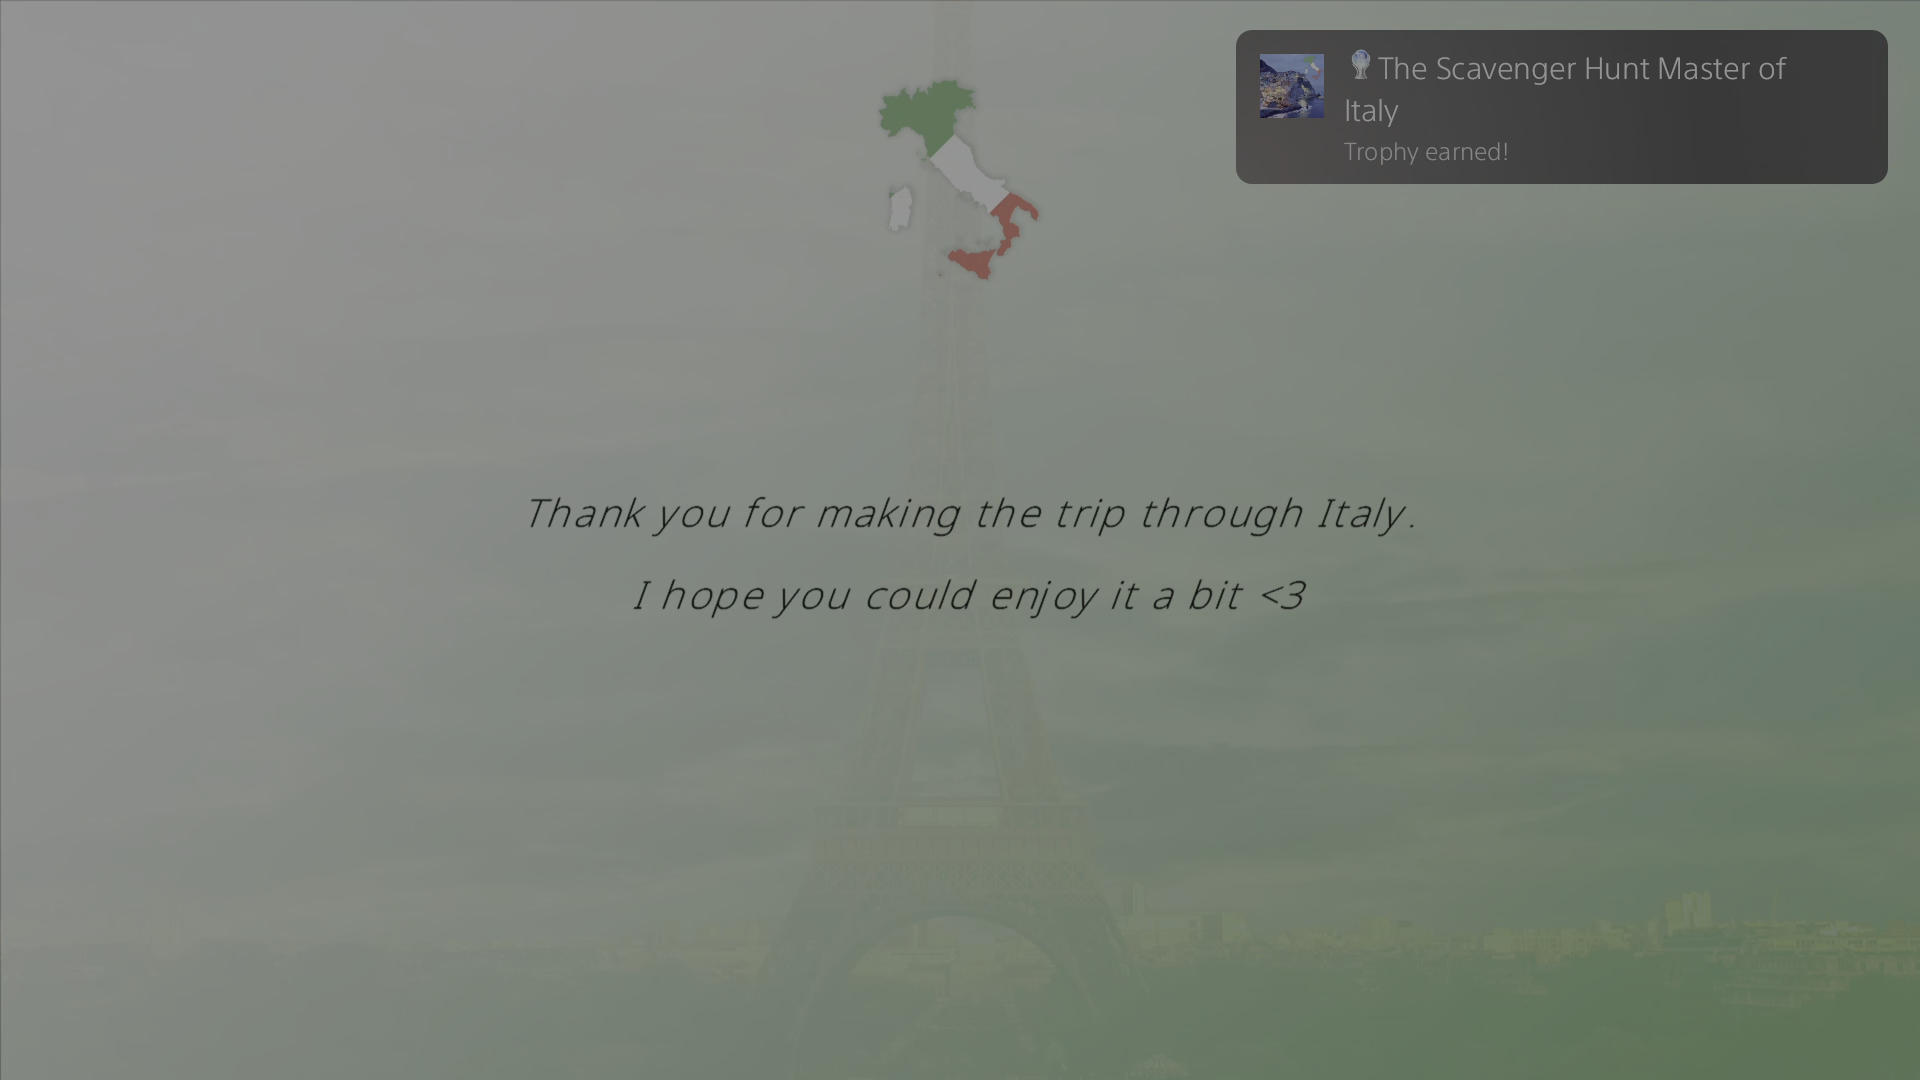 The Scavenger Hunt Master of
Italy
Trophy earned!
Thank you for making the trip through Italy.
I hope you could enjoy it a bit <3